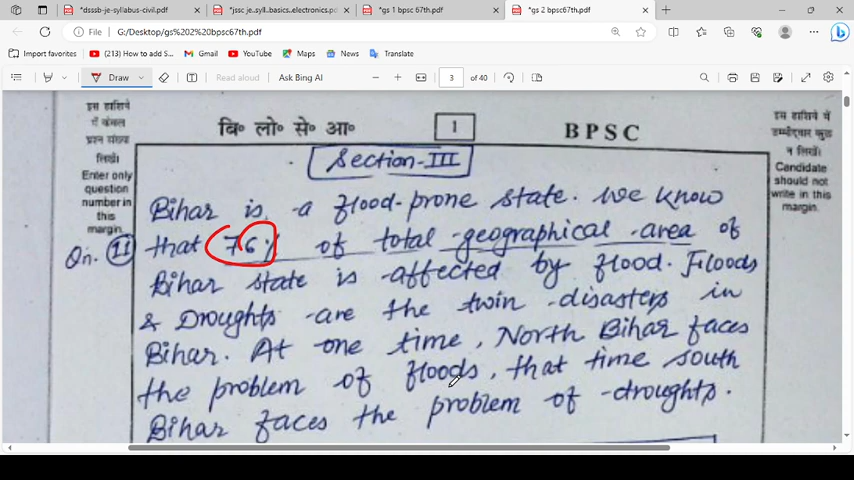 *dsssb-je-syllabus-civil.pdf
*jssc je.syll..basics..electronics.p
*gs 1 bpsc 67th.pdf
*gs 2 bpsc67th.pdf
File
G:/Desktop/gs%202%20bpsc67th.pdf
Import favorites
(213) How to add S...
Gmail
YouTube
Maps
News
Translate
Draw
Read aloud
Ask Bing AI
3
of 40
इस हाशिये
में केवल
प्रश्न संख्या
लिखें।
Enter only
question
number in
this
margin.
बि० लो० से० आ०
1
BPSC
इस हाशिये में
उम्मीदवार कुछ
न लिखें।
Candidate
should not
write in this
margin.
Section-III
Qn. 11
Bihar is a flood-prone state. We know
that 76% of total geographical area of
Bihar state is affected by flood. Floods
& Droughts are the twin disasters in
Bihar. At one time, North Bihar faces
the problem of floods, that time south
Bihar faces the problem of droughts.